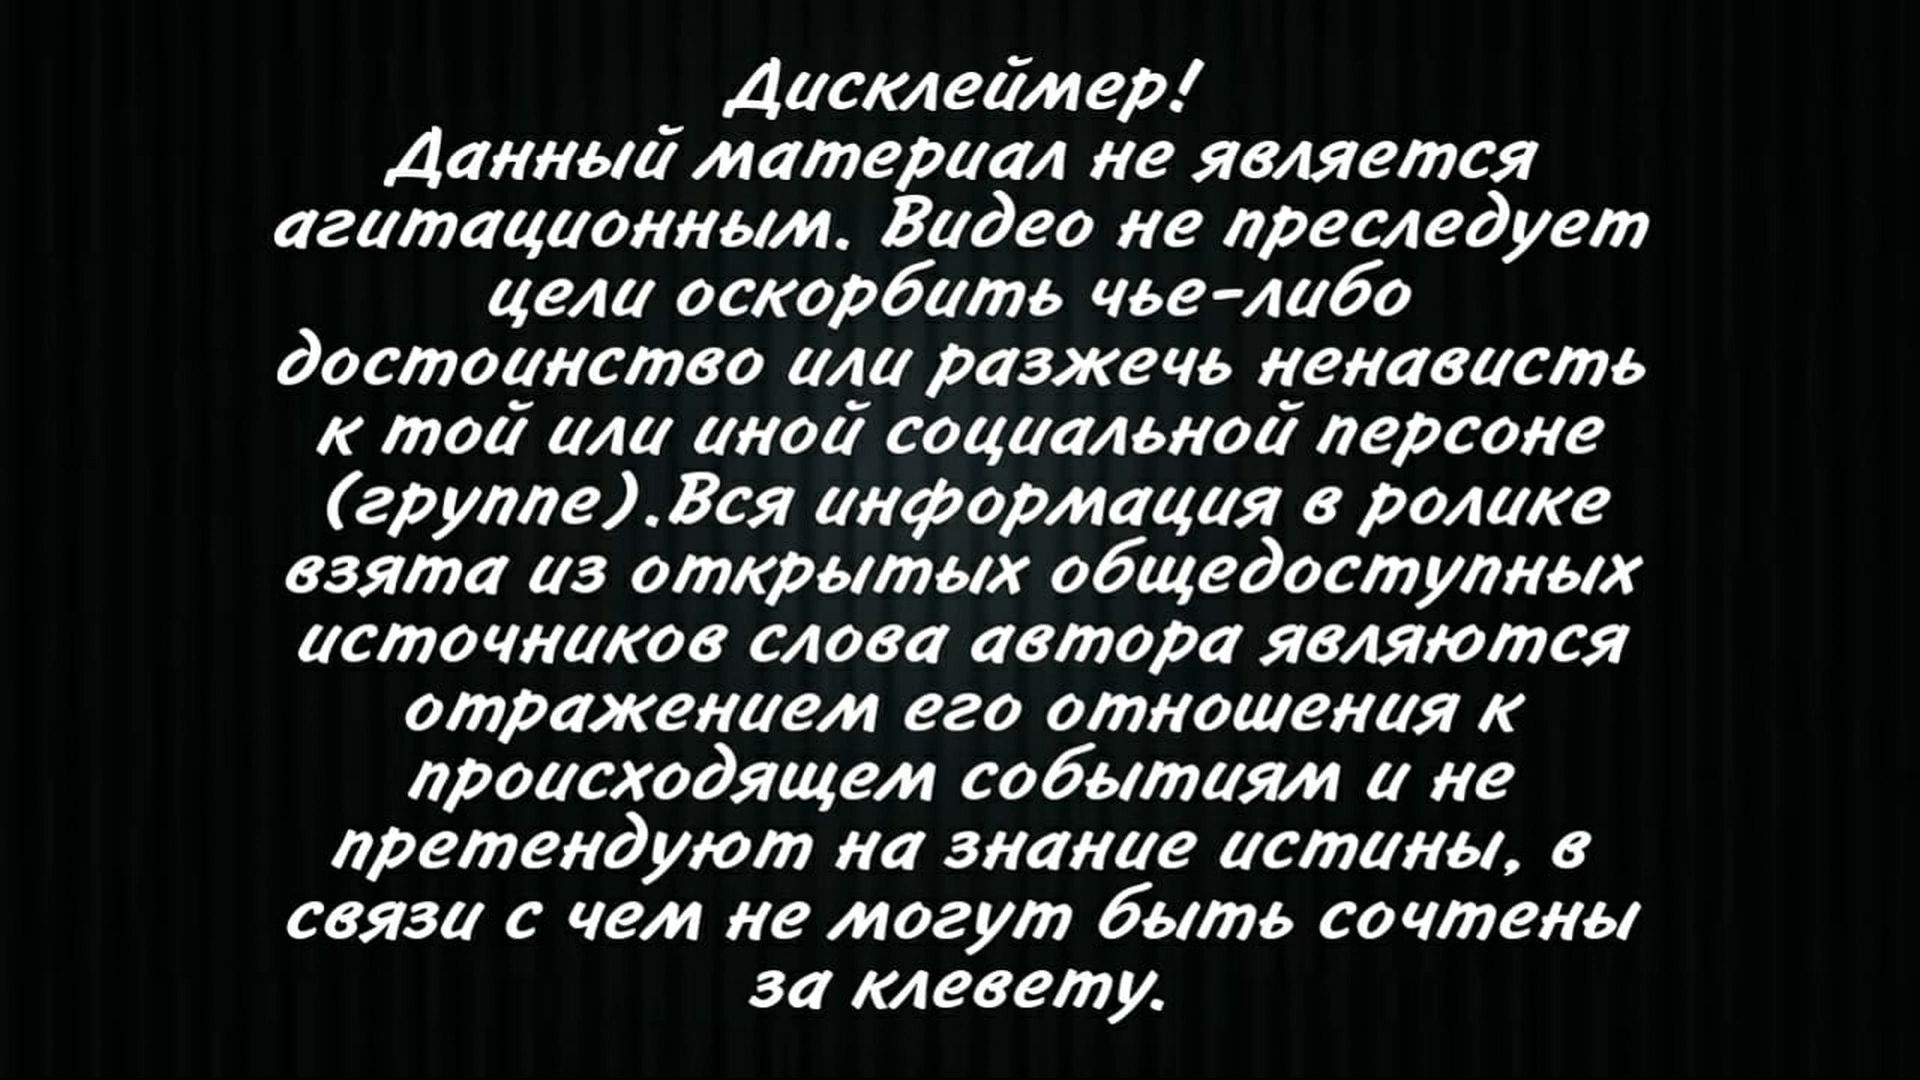 Дисклеймер!
Данный материал не является
агитационным. Видео не преследует
цели оскорбить чье-либо
достоинство или разжечь ненависть
к той или иной социальной персоне
(группе).Вся информация в ролике
взята из открытых общедоступных
источников слова автора являются
отражением его отношения к
происходящем событиям и не
претендуют на знание истины, в
связи с чем не могут быть сочтены
за клевету.